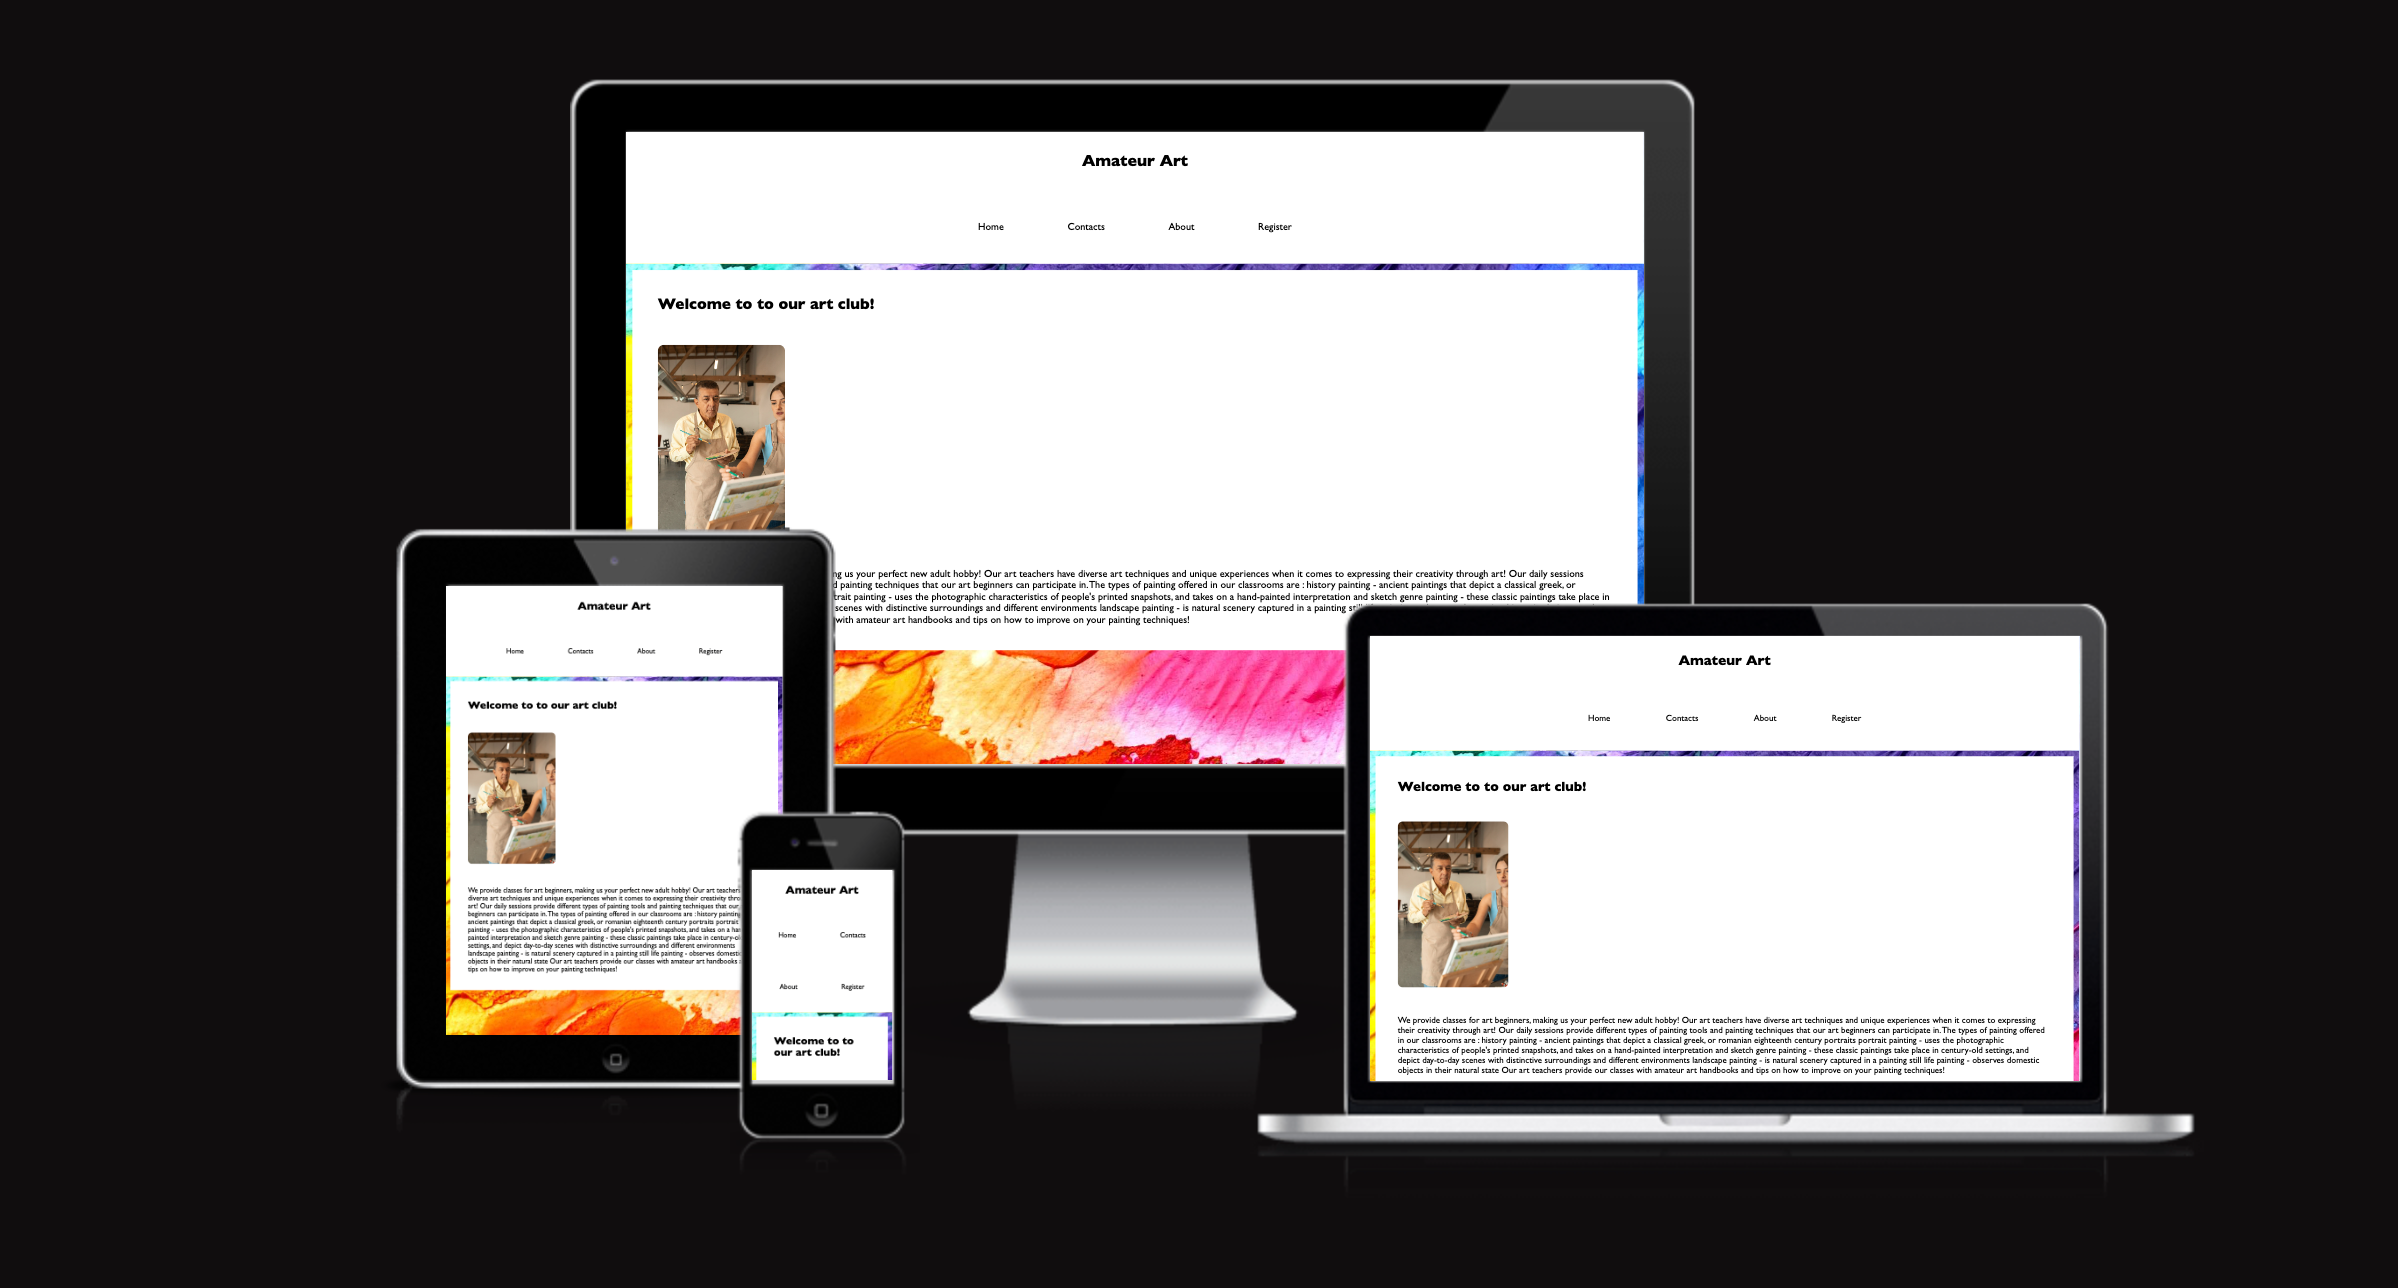 Amateur Art
Home Contacts About Register
Welcome to to our art club!
us your perfect new adult hobby! Our art teachers have diverse art techniques and unique experiences when it comes to expressing their creativity through art! Our daily sessions
painting techniques that our art beginners can participate in. The types of painting offered in our classrooms are : history painting - ancient paintings that depict a classical greek, or
painting - uses the photographic characteristics of people's printed snapshots, and takes on a hand-painted interpretation and sketch genre painting - these classic paintings take place in
scenes with distinctive surroundings and different environments landscape painting - is natural scenery captured in a painting
with amateur art handbooks and tips on how to improve on your painting techniques!
Amateur Art
Home Contacts About Register
Welcome to to our art club!
We provide classes for art beginners, making us your perfect new adult hobby! Our art teachers
diverse art techniques and unique experiences when it comes to expressing their creativity
art! Our daily sessions provide different types of painting tools and painting techniques that our
beginners can participate in. The types of painting offered in our classrooms are : history painting
ancient paintings that depict a classical greek, or romanian eighteenth century portraits portrait
painting - uses the photographic characteristics of people's printed snapshots, and takes on a
painted interpretation and sketch genre painting - these classic paintings take place in
settings, and depict day-to-day scenes with distinctive surroundings and different environments
landscape painting - is natural scenery captured in a painting still life painting - observes
objects in their natural state Our art teachers provide our classes with amateur art handbooks
tips on how to improve on your painting techniques!
Amateur Art
Home Contacts
About Register
Welcome to to
our art club!
Amateur Art
Home Contacts About Register
Welcome to to our art club!
We provide classes for art beginners, making us your perfect new adult hobby! Our art teachers have diverse art techniques and unique experiences when it comes to expressing
their creativity through art! Our daily sessions provide different types of painting tools and painting techniques that our art beginners can participate in. The types of painting offered
in our classrooms are : history painting - ancient paintings that depict a classical greek, or romanian eighteenth century portraits portrait painting - uses the photographic
characteristics of people's printed snapshots, and takes on a hand-painted interpretation and sketch genre painting - these classic paintings take place in century-old settings, and
depict day-to-day scenes with distinctive surroundings and different environments landscape painting - is natural scenery captured in a painting still life painting - observes domestic
objects in their natural state Our art teachers provide our classes with amateur art handbooks and tips on how to improve on your painting techniques!